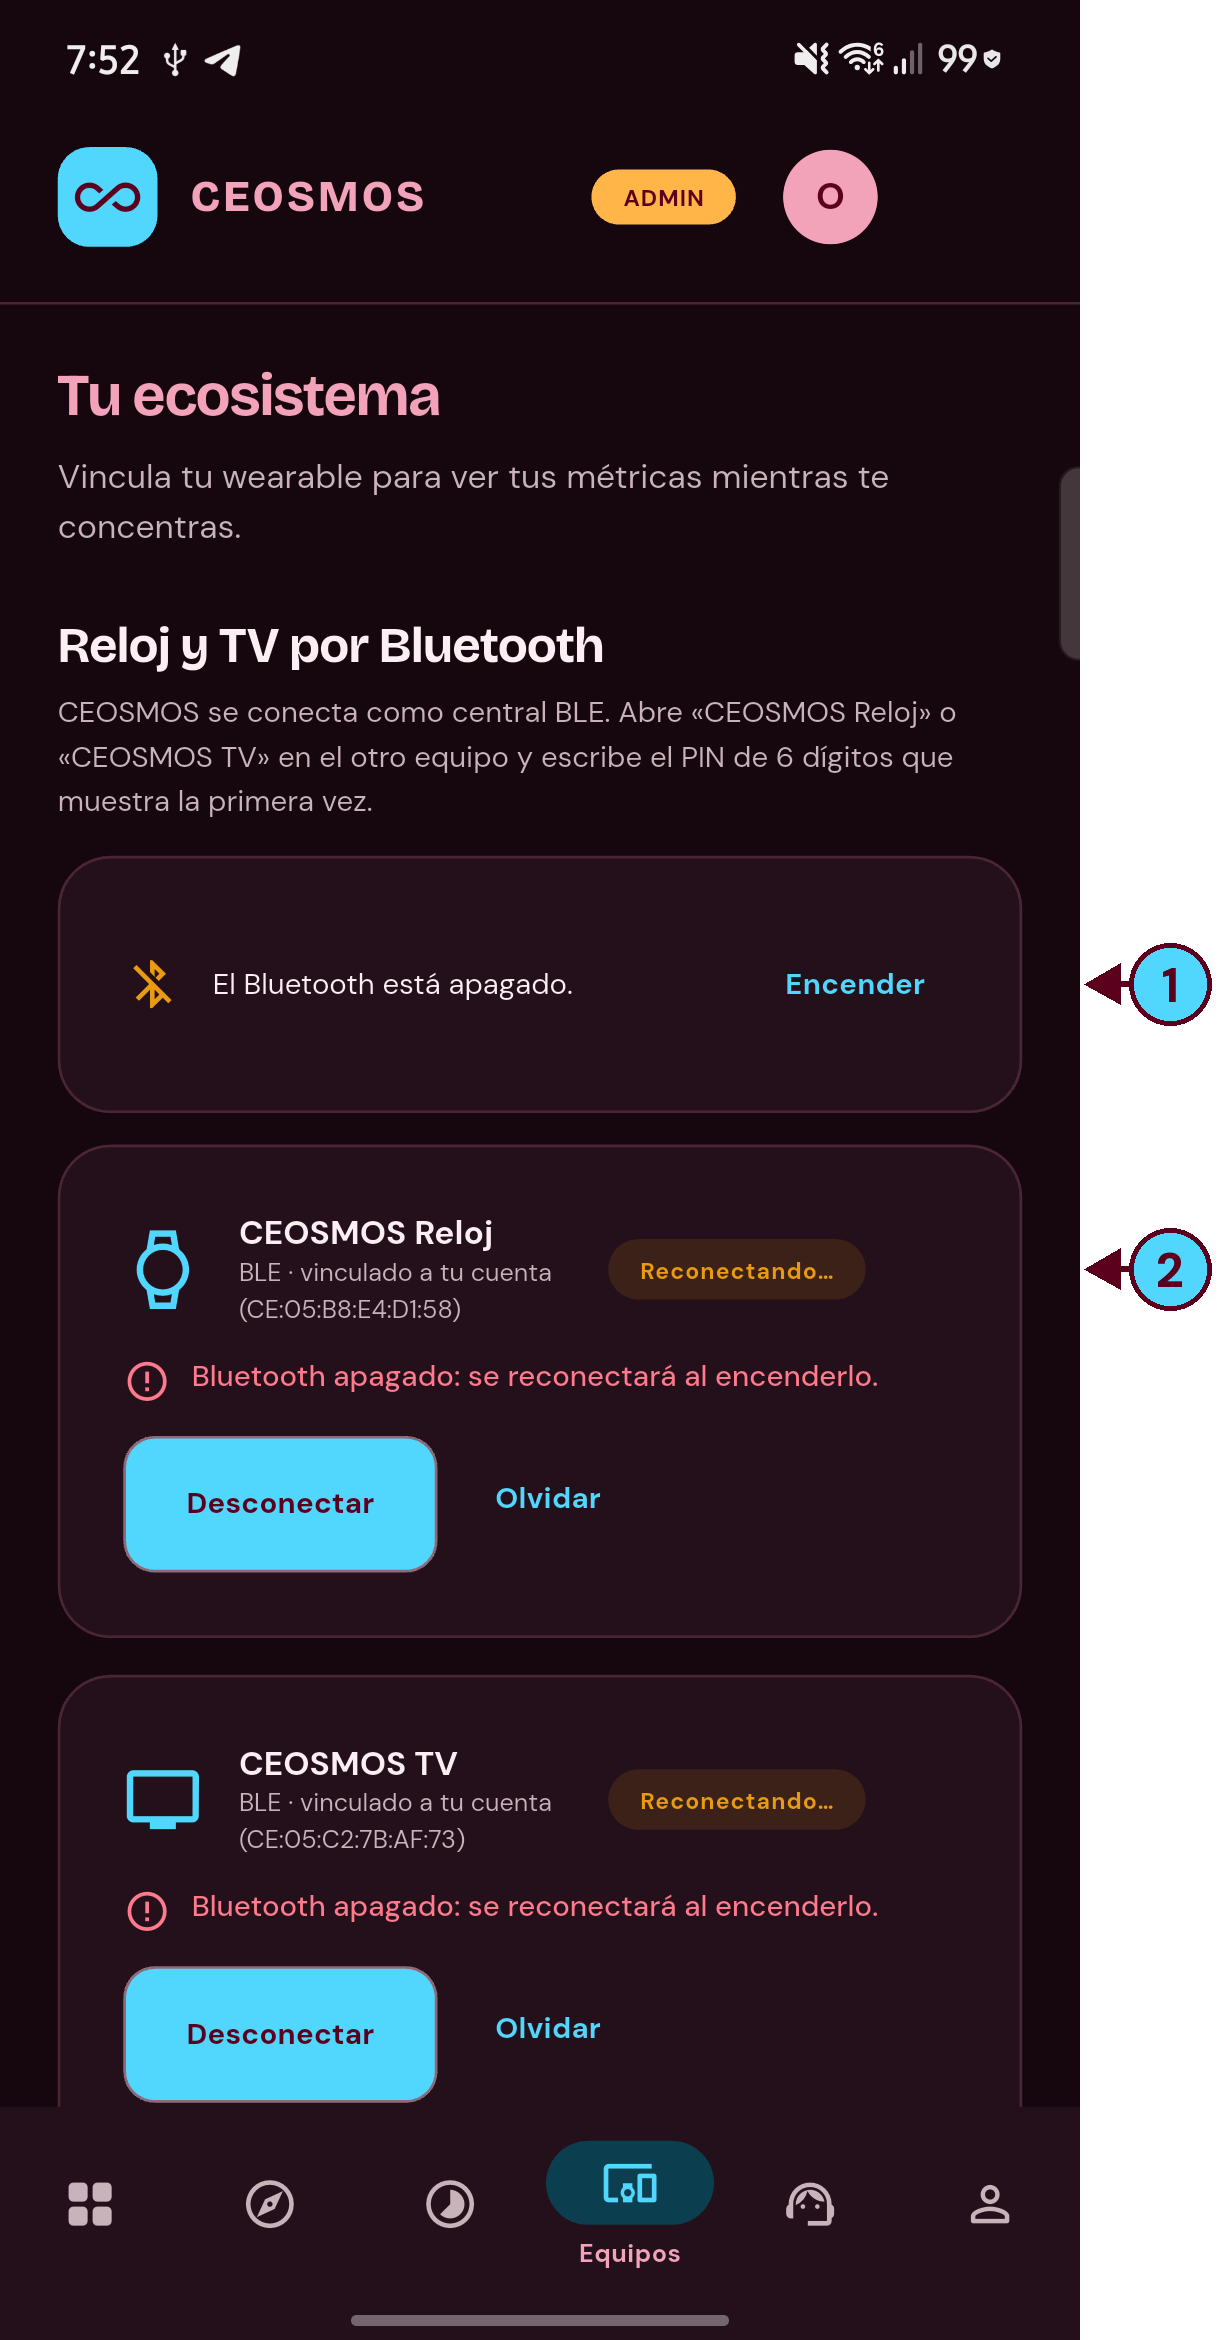 7:52
6
99
CEOSMOS
ADMIN
O
Tu ecosistema
Vincula tu wearable para ver tus métricas mientras te
concentras.
Reloj y TV por Bluetooth
CEOSMOS se conecta como central BLE. Abre «CEOSMOS Reloj» o
«CEOSMOS TV» en el otro equipo y escribe el PIN de 6 dígitos que
muestra la primera vez.
El Bluetooth está apagado.
Encender
1
CEOSMOS Reloj
BLE · vinculado a tu cuenta
(CE:05:B8:E4:D1:58)
Reconectando…
2
Bluetooth apagado: se reconectará al encenderlo.
Desconectar
Olvidar
CEOSMOS TV
BLE · vinculado a tu cuenta
(CE:05:C2:7B:AF:73)
Reconectando…
Bluetooth apagado: se reconectará al encenderlo.
Desconectar
Olvidar
Equipos